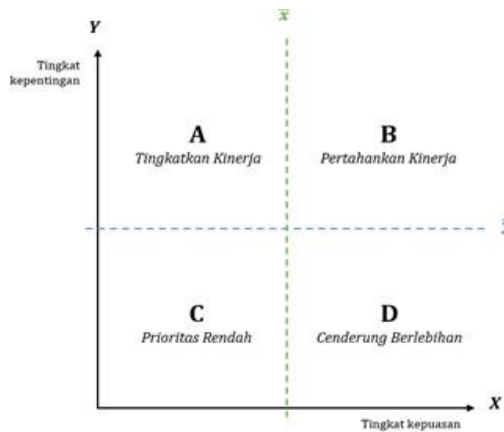 x̅
Y
Tingkat
kepentingan
A
Tingkatkan Kinerja
B
Pertahankan Kinerja
C
Prioritas Rendah
D
Cenderung Berlebihan
X
Tingkat kepuasan